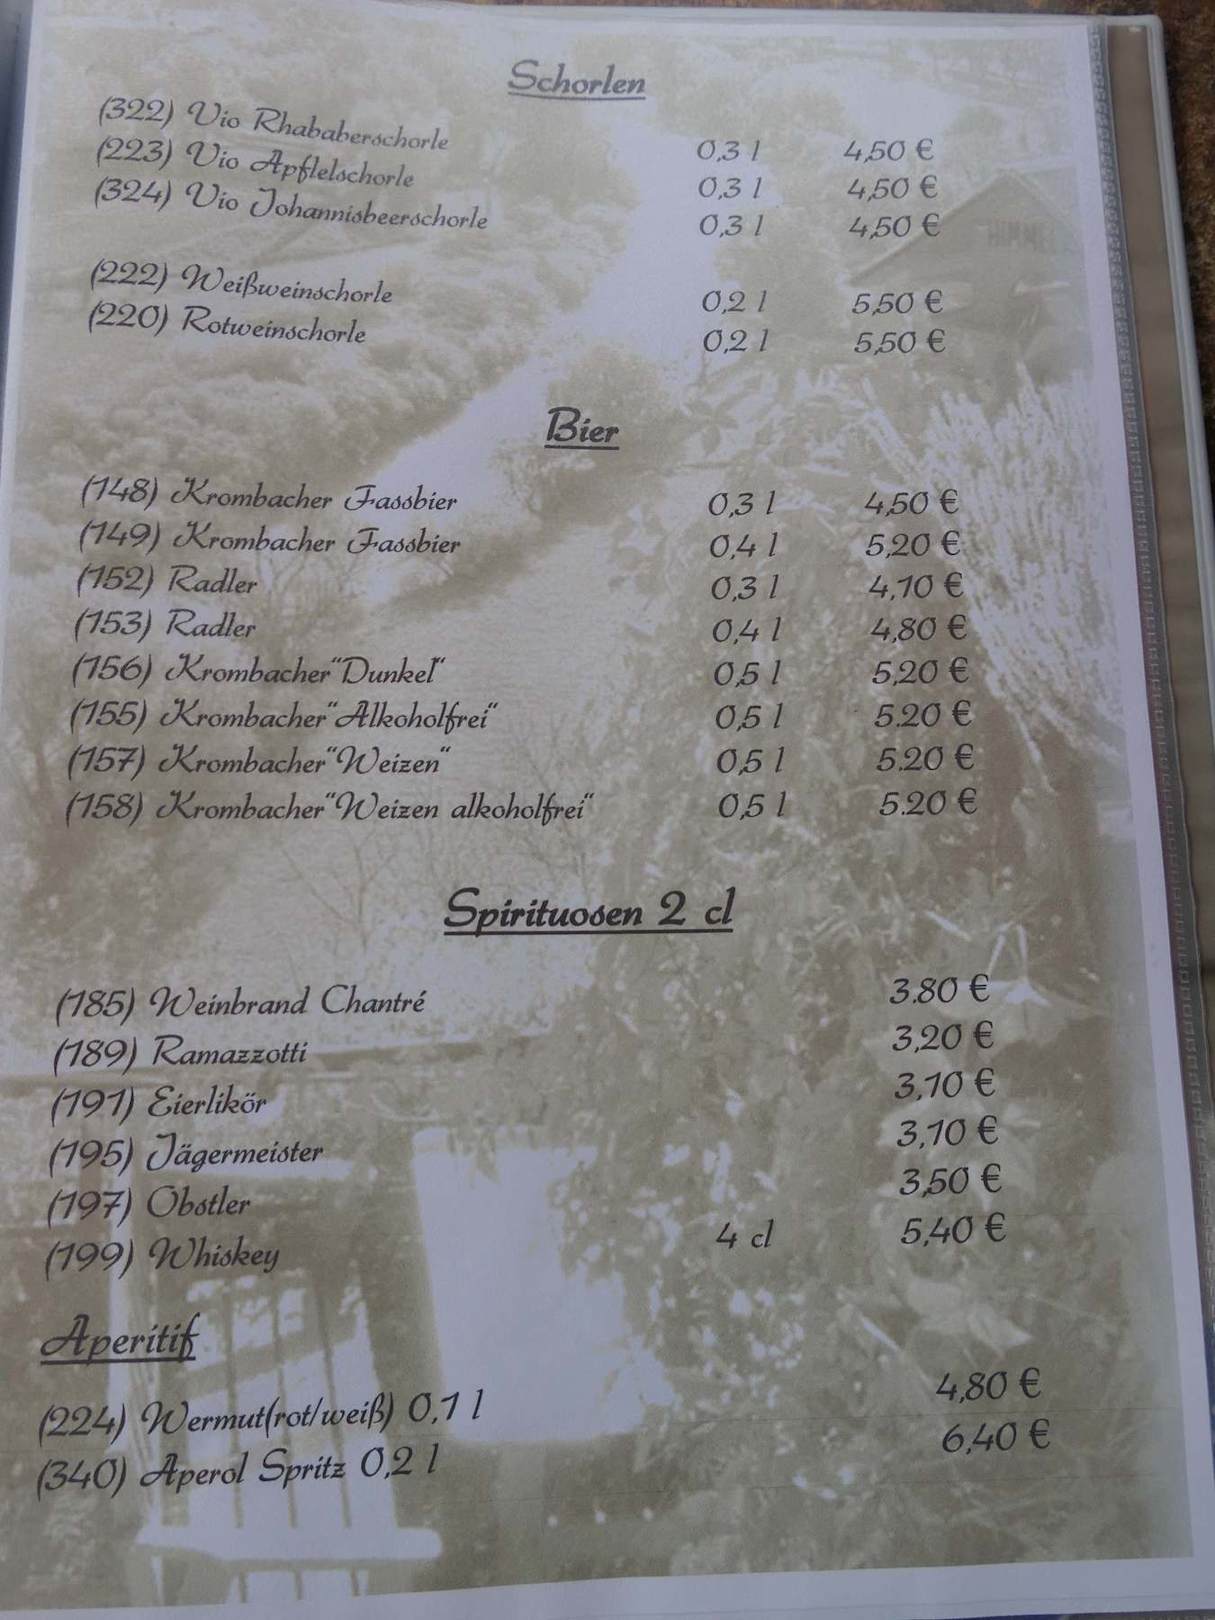 Schorlen
(322) Vio Rhababerschorle 0,3 l 4,50 €
(223) Vio Apflelschorle 0,3 l 4,50 €
(324) Vio Johannisbeerschorle 0,3 l 4,50 €
(222) Weißweinschorle 0,2 l 5,50 €
(220) Rotweinschorle 0,2 l 5,50 €
Bier
(148) Krombacher Fassbier 0,3 l 4,50 €
(149) Krombacher Fassbier 0,4 l 5,20 €
(152) Radler 0,3 l 4,10 €
(153) Radler 0,4 l 4,80 €
(156) Krombacher“Dunkel“ 0,5 l 5,20 €
(155) Krombacher“Alkoholfrei“ 0,5 l 5.20 €
(157) Krombacher“Weizen“ 0,5 l 5.20 €
(158) Krombacher“Weizen alkoholfrei“ 0,5 l 5.20 €
Spirituosen 2 cl
(185) Weinbrand Chantré 3.80 €
(189) Ramazzotti 3,20 €
(191) Eierlikör 3,10 €
(195) Jägermeister 3,10 €
(197) Obstler 3,50 €
(199) Whiskey 4 cl 5,40 €
Aperitif
(224) Wermut(rot/weiß) 0,1 l 4,80 €
(340) Aperol Spritz 0,2 l 6,40 €